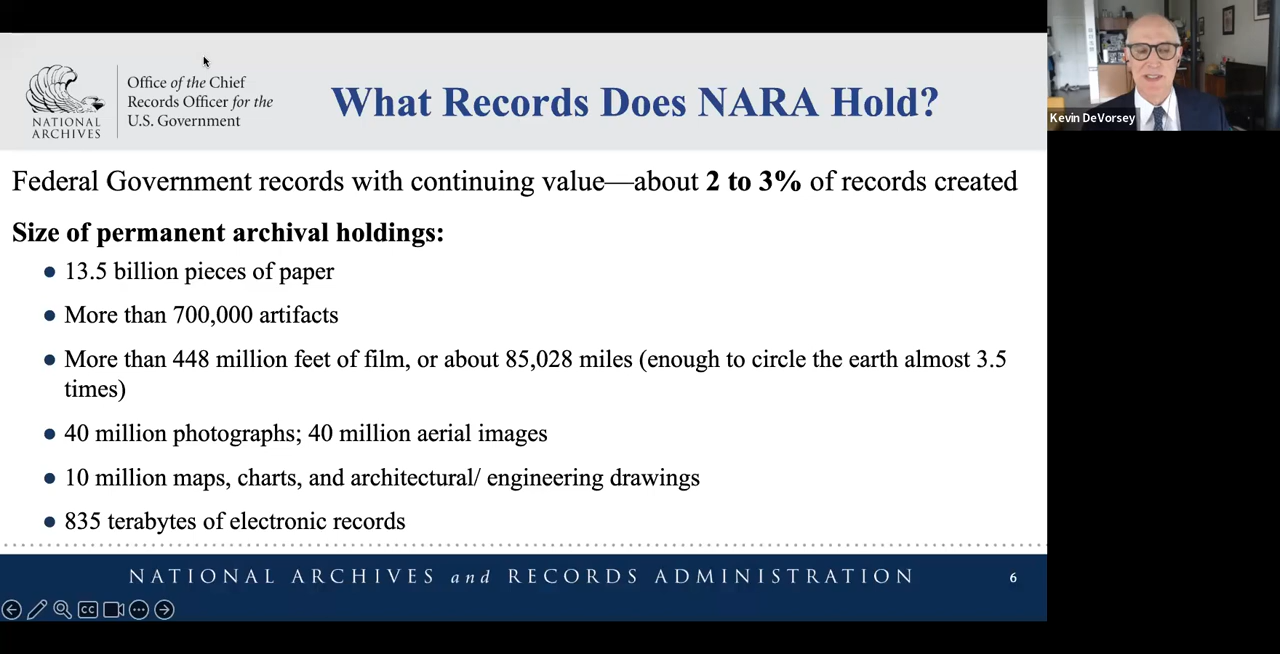 NATIONAL
ARCHIVES
Office of the Chief
Records Officer for the
U.S. Government
What Records Does NARA Hold?
Kevin DeVorsey
Federal Government records with continuing value—about 2 to 3% of records created
Size of permanent archival holdings:
● 13.5 billion pieces of paper
● More than 700,000 artifacts
● More than 448 million feet of film, or about 85,028 miles (enough to circle the earth almost 3.5
times)
● 40 million photographs; 40 million aerial images
● 10 million maps, charts, and architectural/ engineering drawings
● 835 terabytes of electronic records
NATIONAL ARCHIVES and RECORDS ADMINISTRATION
6
CC